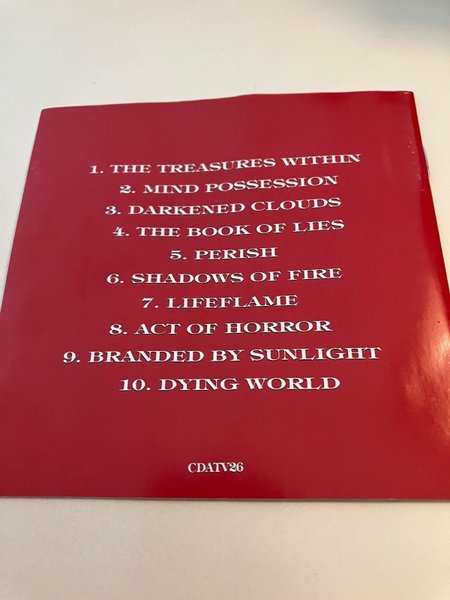 1. THE TREASURES WITHIN
2. MIND POSSESSION
3. DARKENED CLOUDS
4. THE BOOK OF LIES
5. PERISH
6. SHADOWS OF FIRE
7. LIFEFLAME
8. ACT OF HORROR
9. BRANDED BY SUNLIGHT
10. DYING WORLD
CDATV26